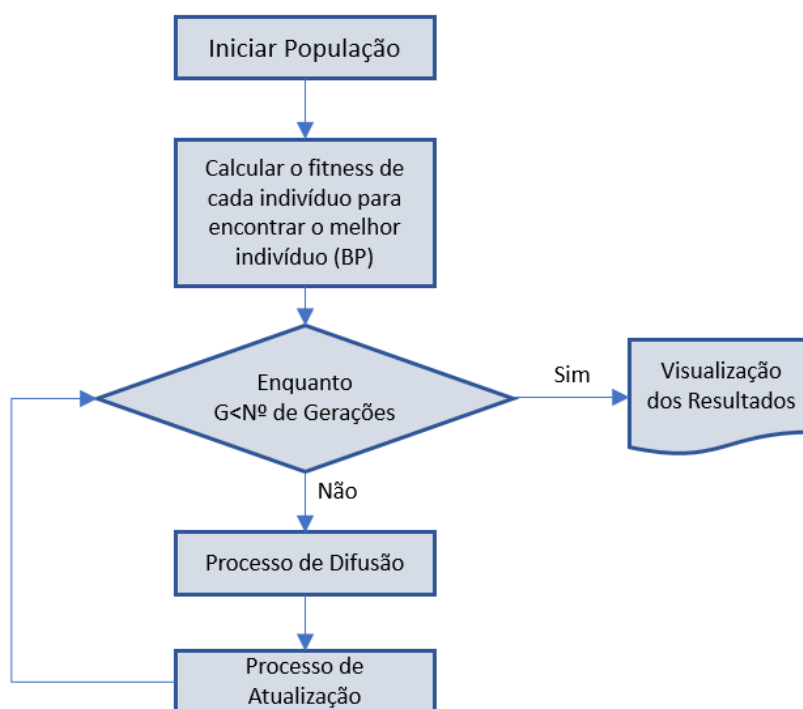 Iniciar População
Calcular o fitness de
cada indivíduo para
encontrar o melhor
indivíduo (BP)
Enquanto
G<Nº de Gerações
Sim
Visualização
dos Resultados
Não
Processo de Difusão
Processo de
Atualização